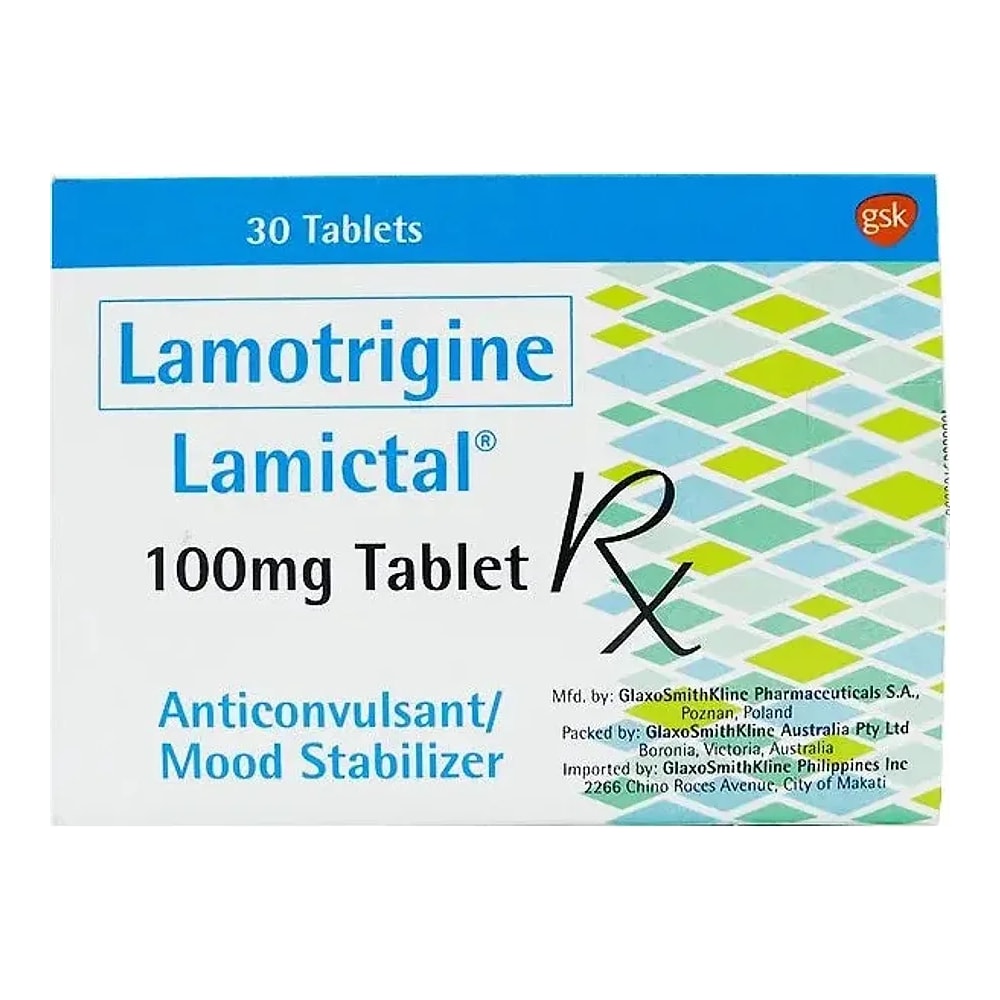 30 Tablets
gsk
Lamotrigine
Lamictal®
100mg Tablet
Rx
Anticonvulsant/
Mood Stabilizer
Mfd. by: GlaxoSmithKline Pharmaceuticals S.A.,
Poznan, Poland
Packed by: GlaxoSmithKline Australia Pty Ltd
Boronia, Victoria, Australia
Imported by: GlaxoSmithKline Philippines Inc
2266 Chino Roces Avenue, City of Makati